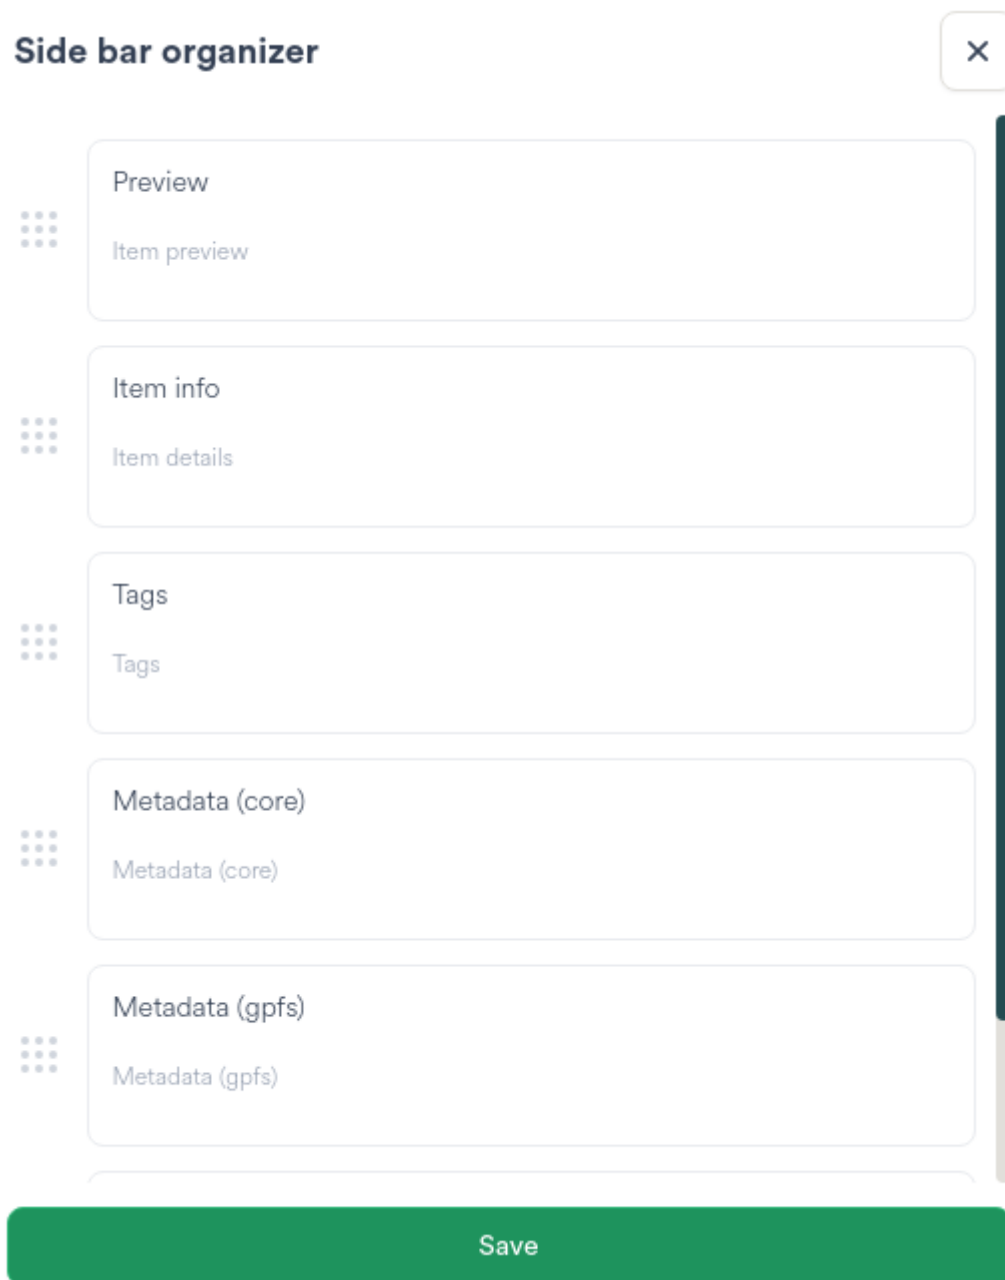 Side bar organizer
Preview
Item preview
Item info
Item details
Tags
Tags
Metadata (core)
Metadata (core)
Metadata (gpfs)
Metadata (gpfs)
Save